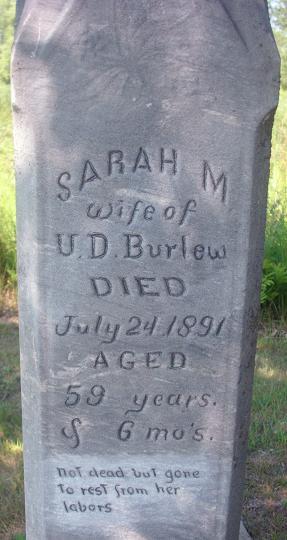 SARAH M
wife of
U.D. Burlew
DIED
July 24, 1891
AGED
59 years.
& 6 mo's.
not dead but gone
to rest from her
labors